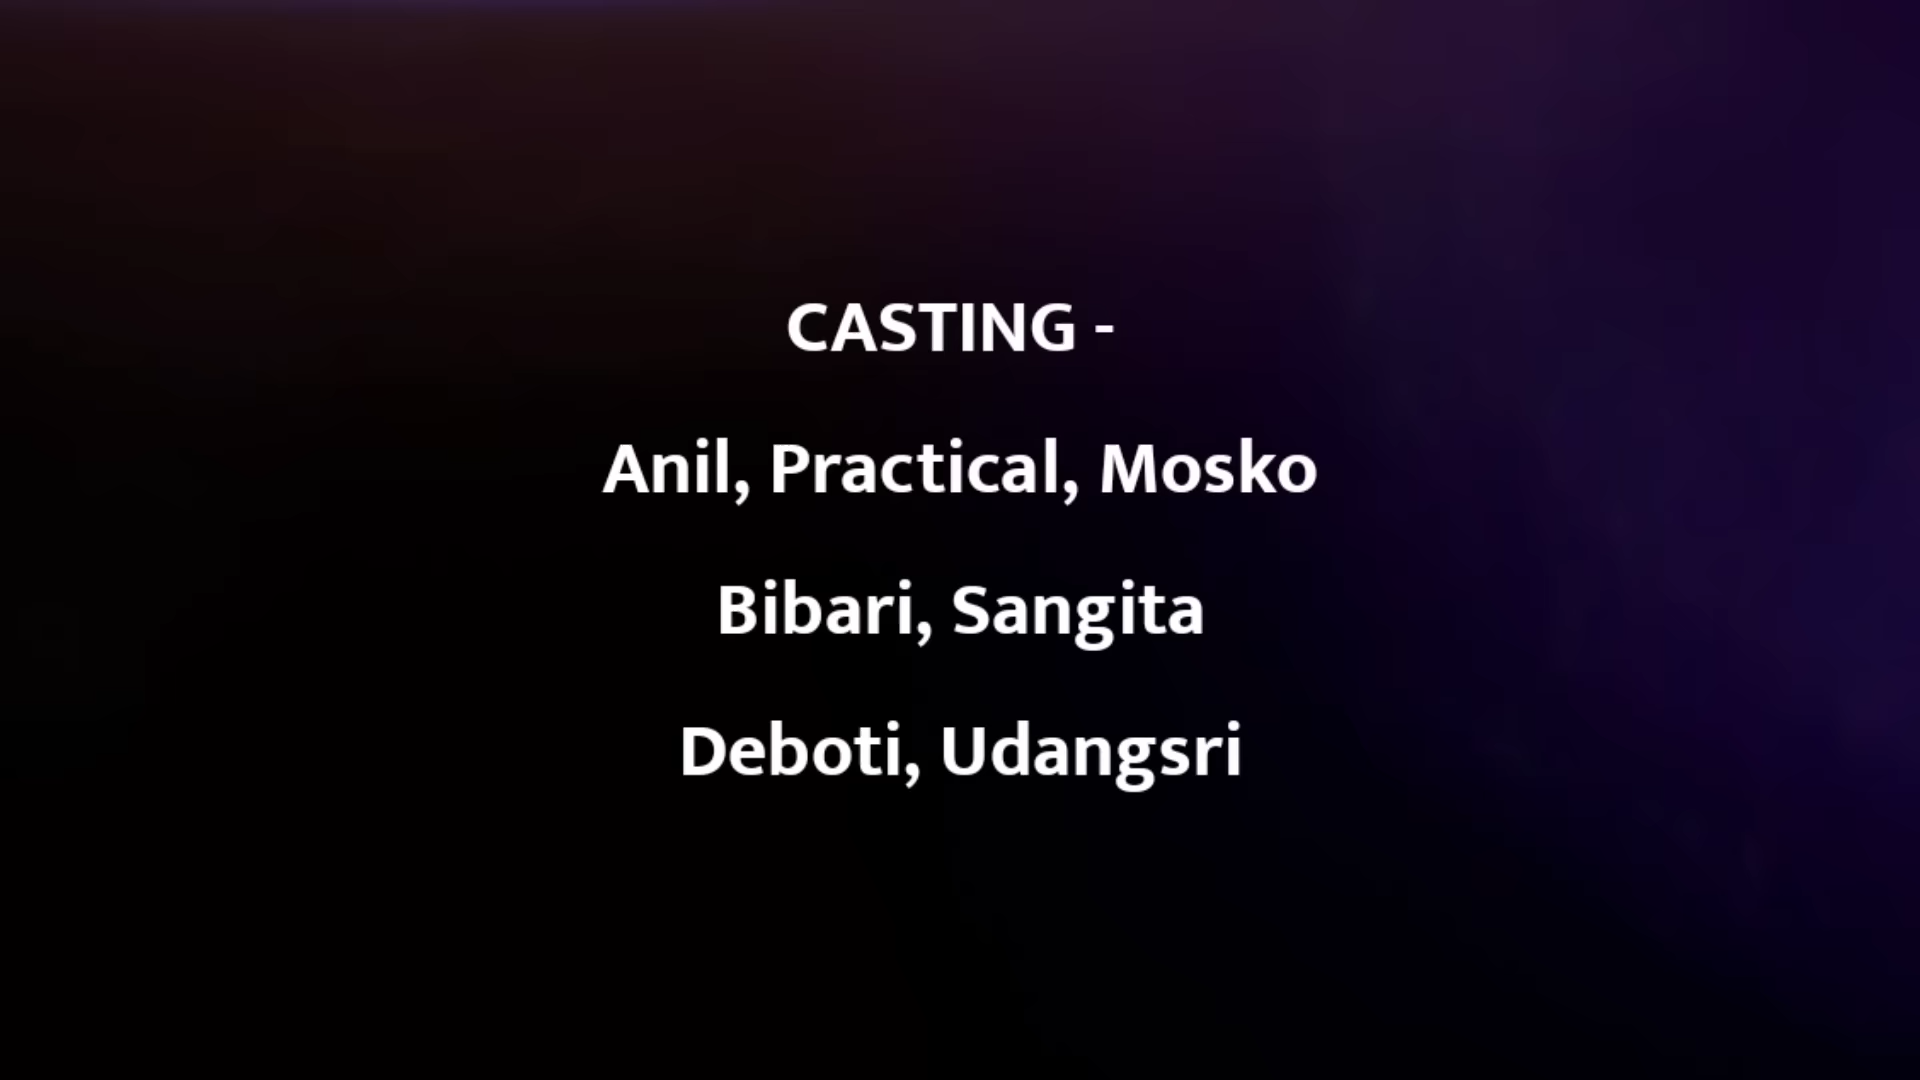 CASTING -
Anil, Practical, Mosko
Bibari, Sangita
Deboti, Udangsri